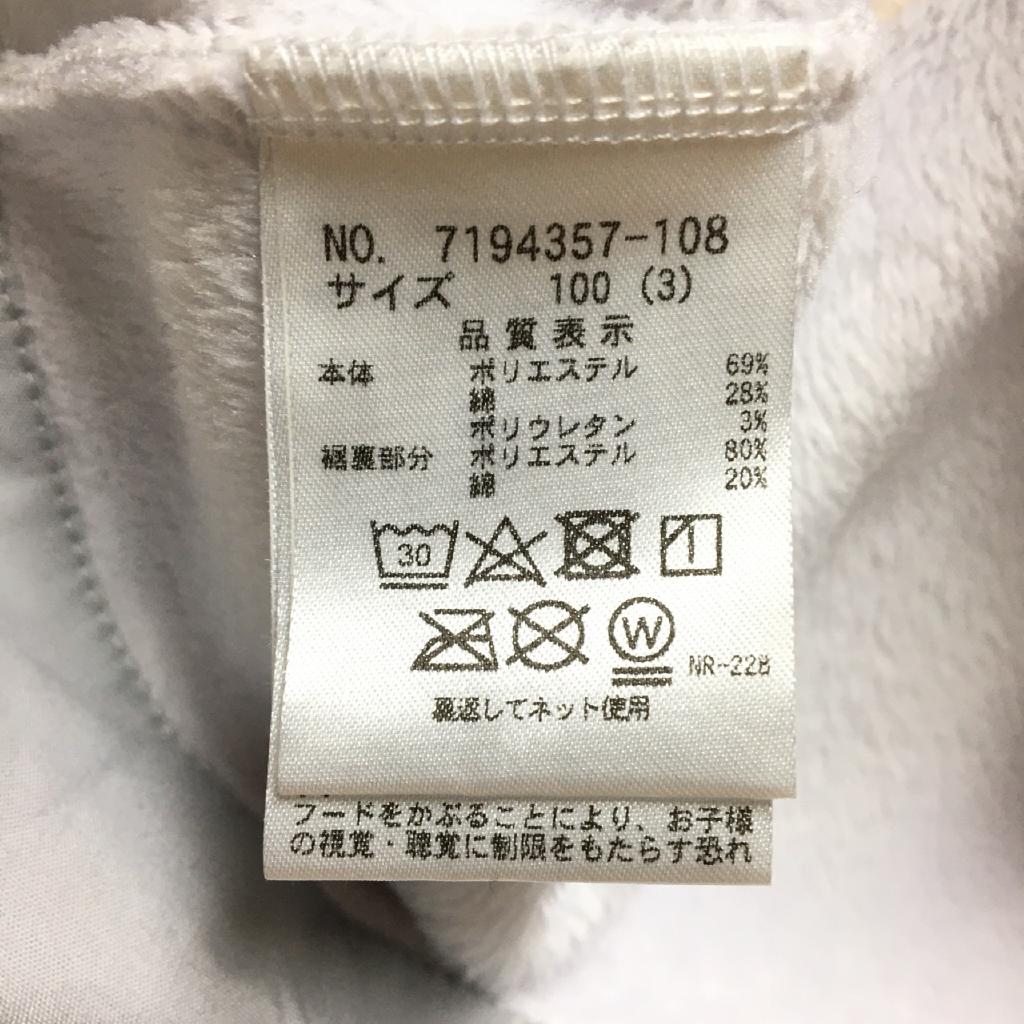 NO. 7194357-108
サイズ 100 (3)
品質表示
本体 ポリエステル 69%
綿 28%
ポリウレタン 3%
裾裏部分 ポリエステル 80%
綿 20%
30
W
NR-22B
裏返してネット使用
フードをかぶることにより、お子様
の視覚・聴覚に制限をもたらす恐れ